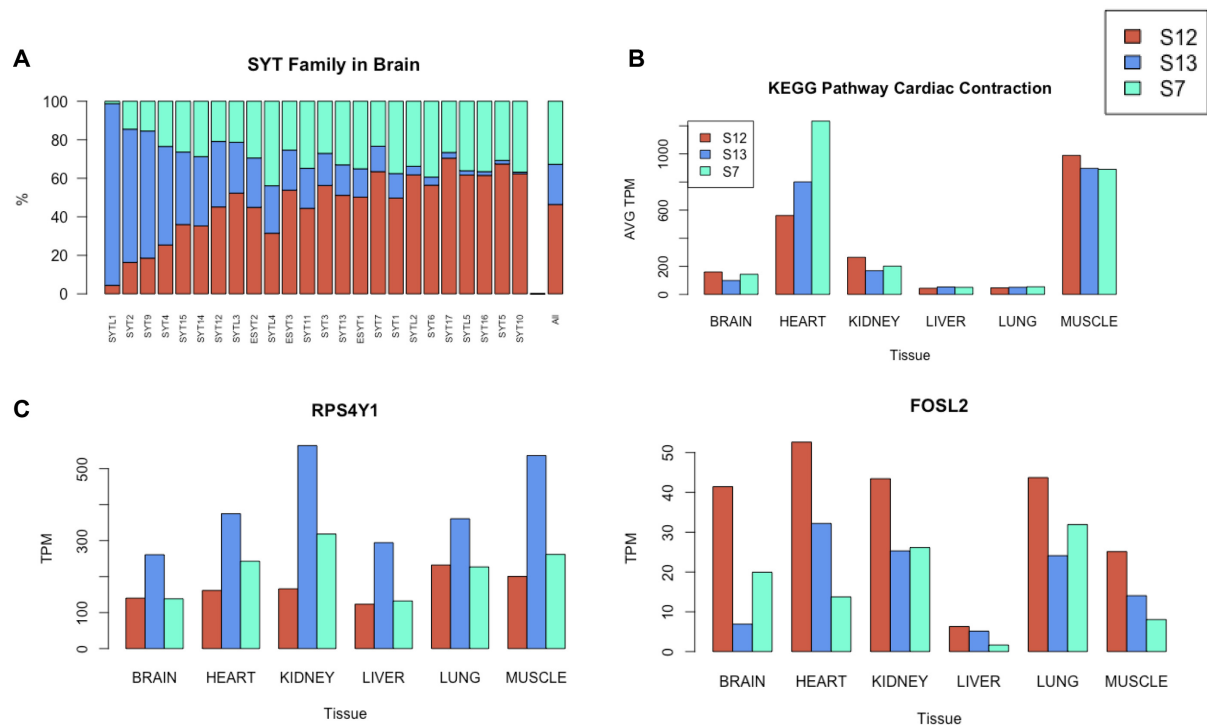 S12
S13
S7
A
SYT Family in Brain
%
100
80
60
40
20
0
SYTL1 SYT2 SYT9 SYT4 SYT15 SYT14 SYT12 SYTL3 ESYT2 SYTL4 ESYT3 SYT11 SYT3 SYT13 ESYT1 SYT7 SYT1 SYTL2 SYT6 SYT17 SYTL5 SYT16 SYT5 SYT10 All
B
KEGG Pathway Cardiac Contraction
S12
S13
S7
AVG TPM
1000
600
200
0
BRAIN HEART KIDNEY LIVER LUNG MUSCLE
Tissue
C
RPS4Y1
TPM
500
300
100
0
BRAIN HEART KIDNEY LIVER LUNG MUSCLE
Tissue
FOSL2
TPM
50
40
30
20
10
0
BRAIN HEART KIDNEY LIVER LUNG MUSCLE
Tissue